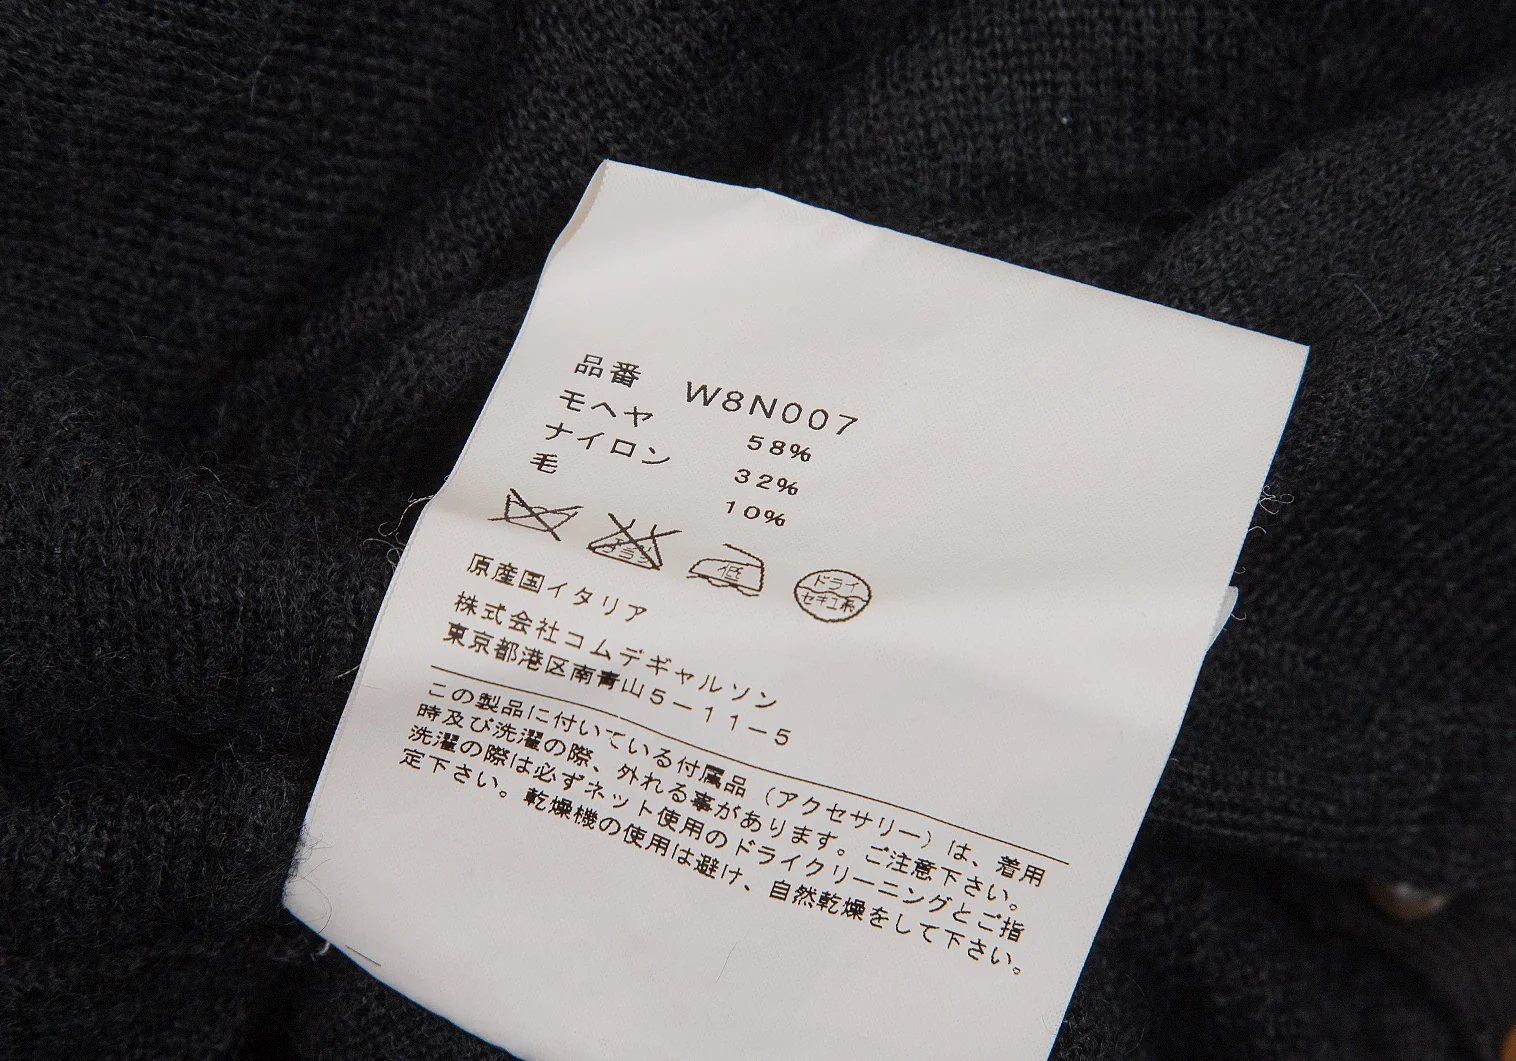 品番 W8N007
モヘヤ 58%
ナイロン 32%
毛 10%
エンソ
サラシ
低
ドライ
セキユ系
原産国イタリア
株式会社コムデギャルソン
東京都港区南青山5－11－5
この製品に付いている付属品（アクセサリー）は、着用
時及び洗濯の際、外れる事があります。ご注意下さい。
洗濯の際は必ずネット使用のドライクリーニングとご指
定下さい。乾燥機の使用は避け、自然乾燥をして下さい。